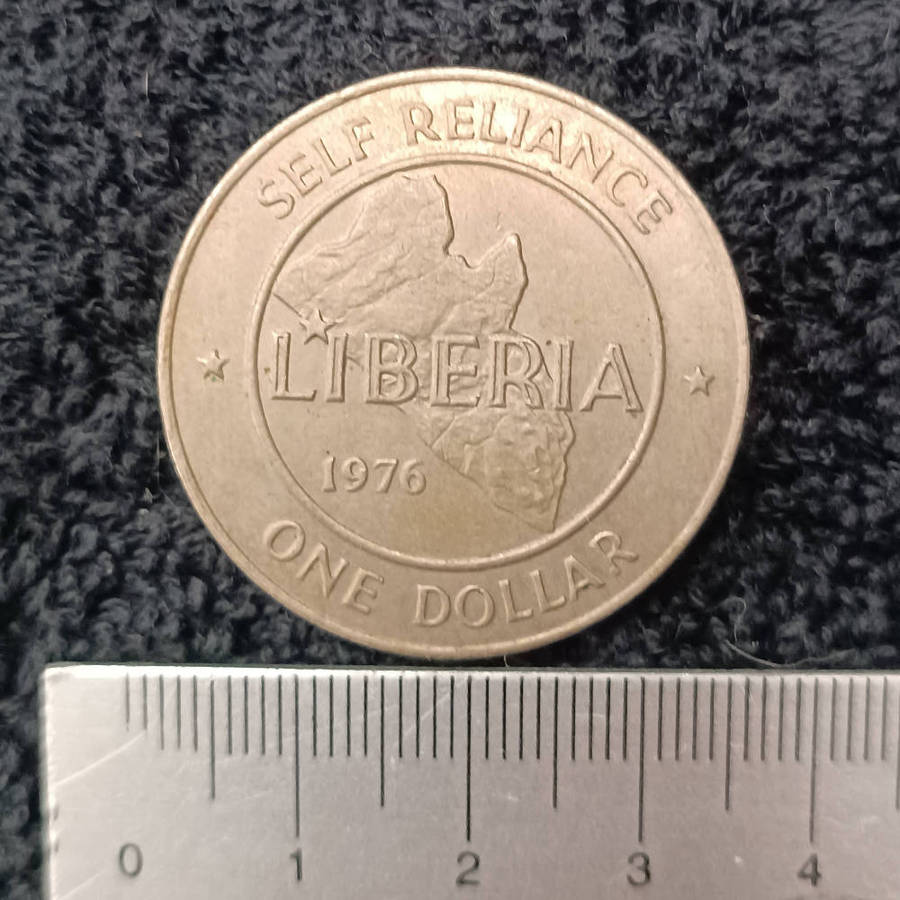 SELF RELIANCE
LIBERIA
1976
ONE DOLLAR
0 1 2 3 4